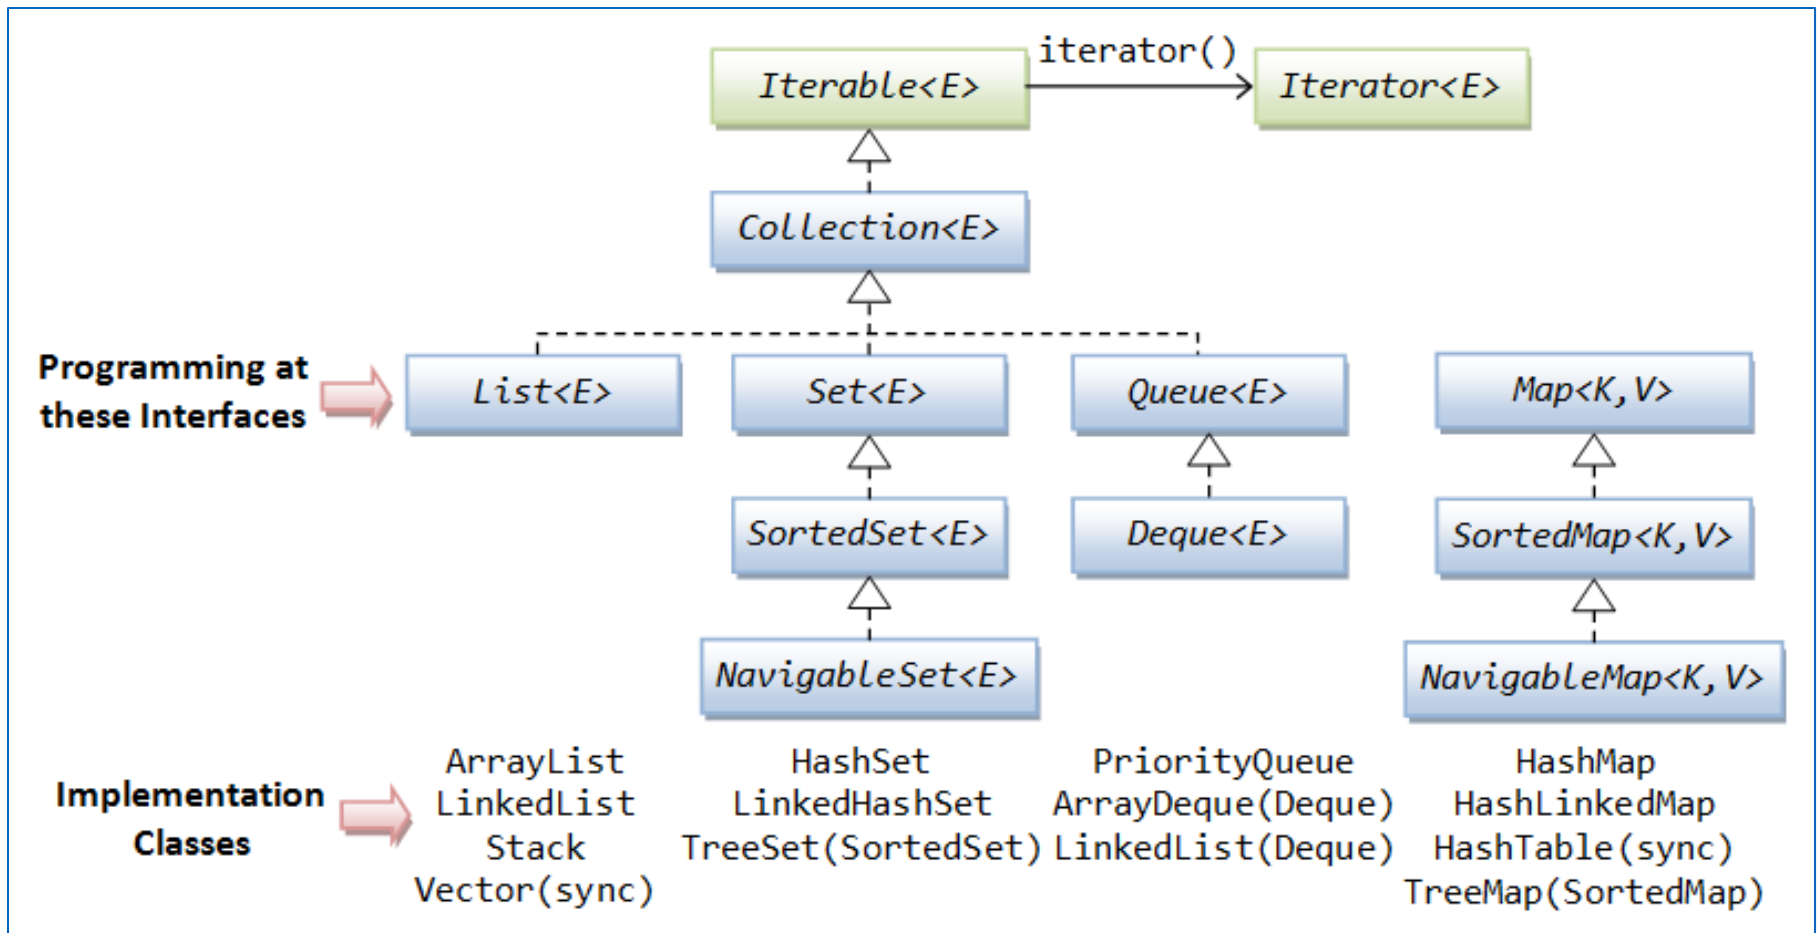 iterator()
Iterable<E>
Iterator<E>
Collection<E>
Programming at
these Interfaces
List<E>
Set<E>
Queue<E>
Map<K,V>
SortedSet<E>
Deque<E>
SortedMap<K,V>
NavigableSet<E>
NavigableMap<K,V>
Implementation
Classes
ArrayList
LinkedList
Stack
Vector(sync)
HashSet
LinkedHashSet
TreeSet(SortedSet)
PriorityQueue
ArrayDeque(Deque)
LinkedList(Deque)
HashMap
HashLinkedMap
HashTable(sync)
TreeMap(SortedMap)